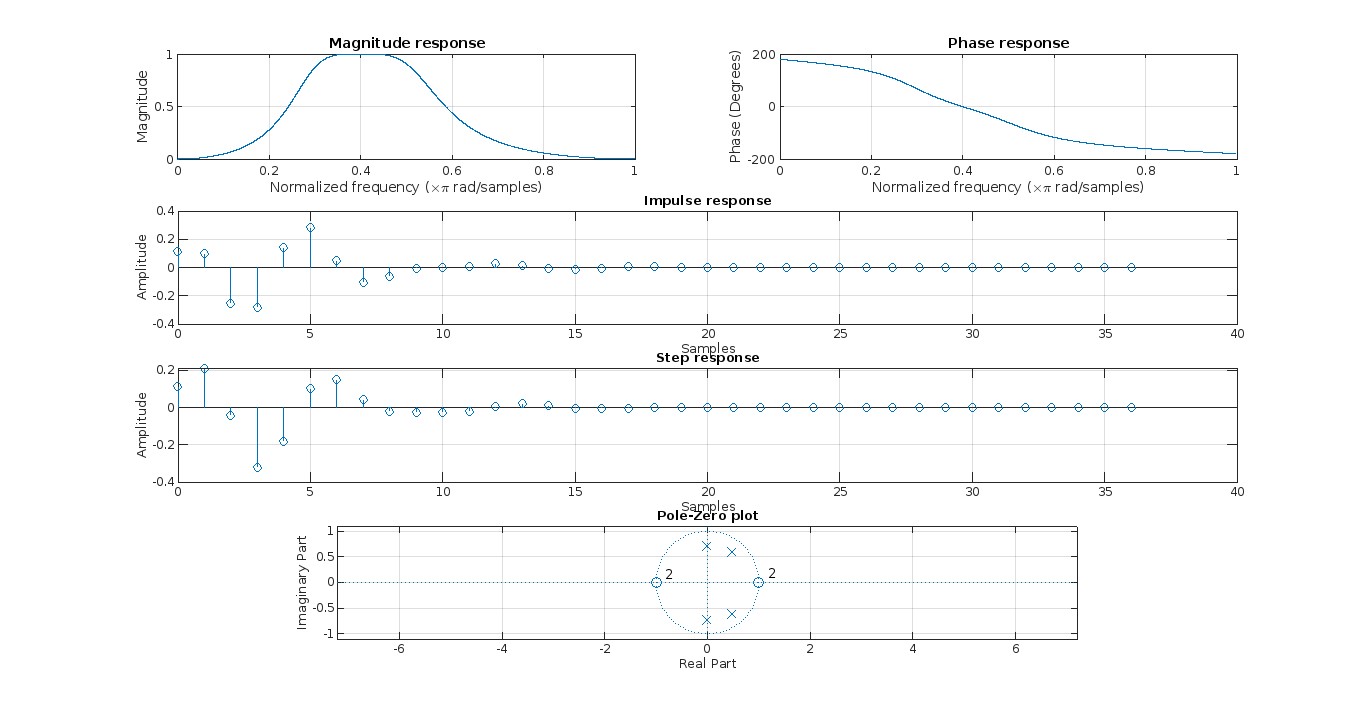 Magnitude response
Magnitude
1
0.5
0
0 0.2 0.4 0.6 0.8 1
Normalized frequency (×π rad/samples)
Phase response
Phase (Degrees)
200
0
-200
0 0.2 0.4 0.6 0.8 1
Normalized frequency (×π rad/samples)
Impulse response
Amplitude
0.4
0.2
0
-0.2
-0.4
0 5 10 15 20 25 30 35 40
Samples
Step response
Amplitude
0.2
0
-0.2
-0.4
0 5 10 15 20 25 30 35 40
Samples
Pole-Zero plot
Imaginary Part
1
0.5
0
-0.5
-1
2 2
-6 -4 -2 0 2 4 6
Real Part